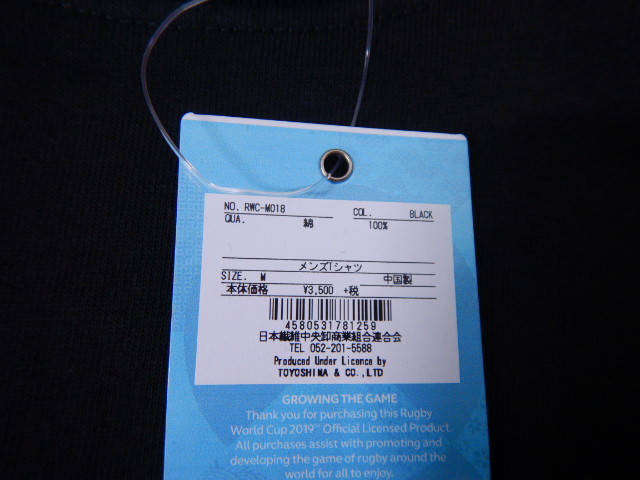 NO. RWC-M018 COL. BLACK
QUA. 綿 100%
メンズTシャツ
SIZE. M 中国製
本体価格 ¥3,500 +税
4580531781259
日本繊維中央卸商業組合連合会
TEL 052-201-5588
Produced Under Licence by
TOYOSHIMA & CO.,LTD
GROWING THE GAME
Thank you for purchasing this Rugby
World Cup 2019™ Official Licensed Product.
All purchases assist with promoting and
developing the game of rugby around the
world for all to enjoy.